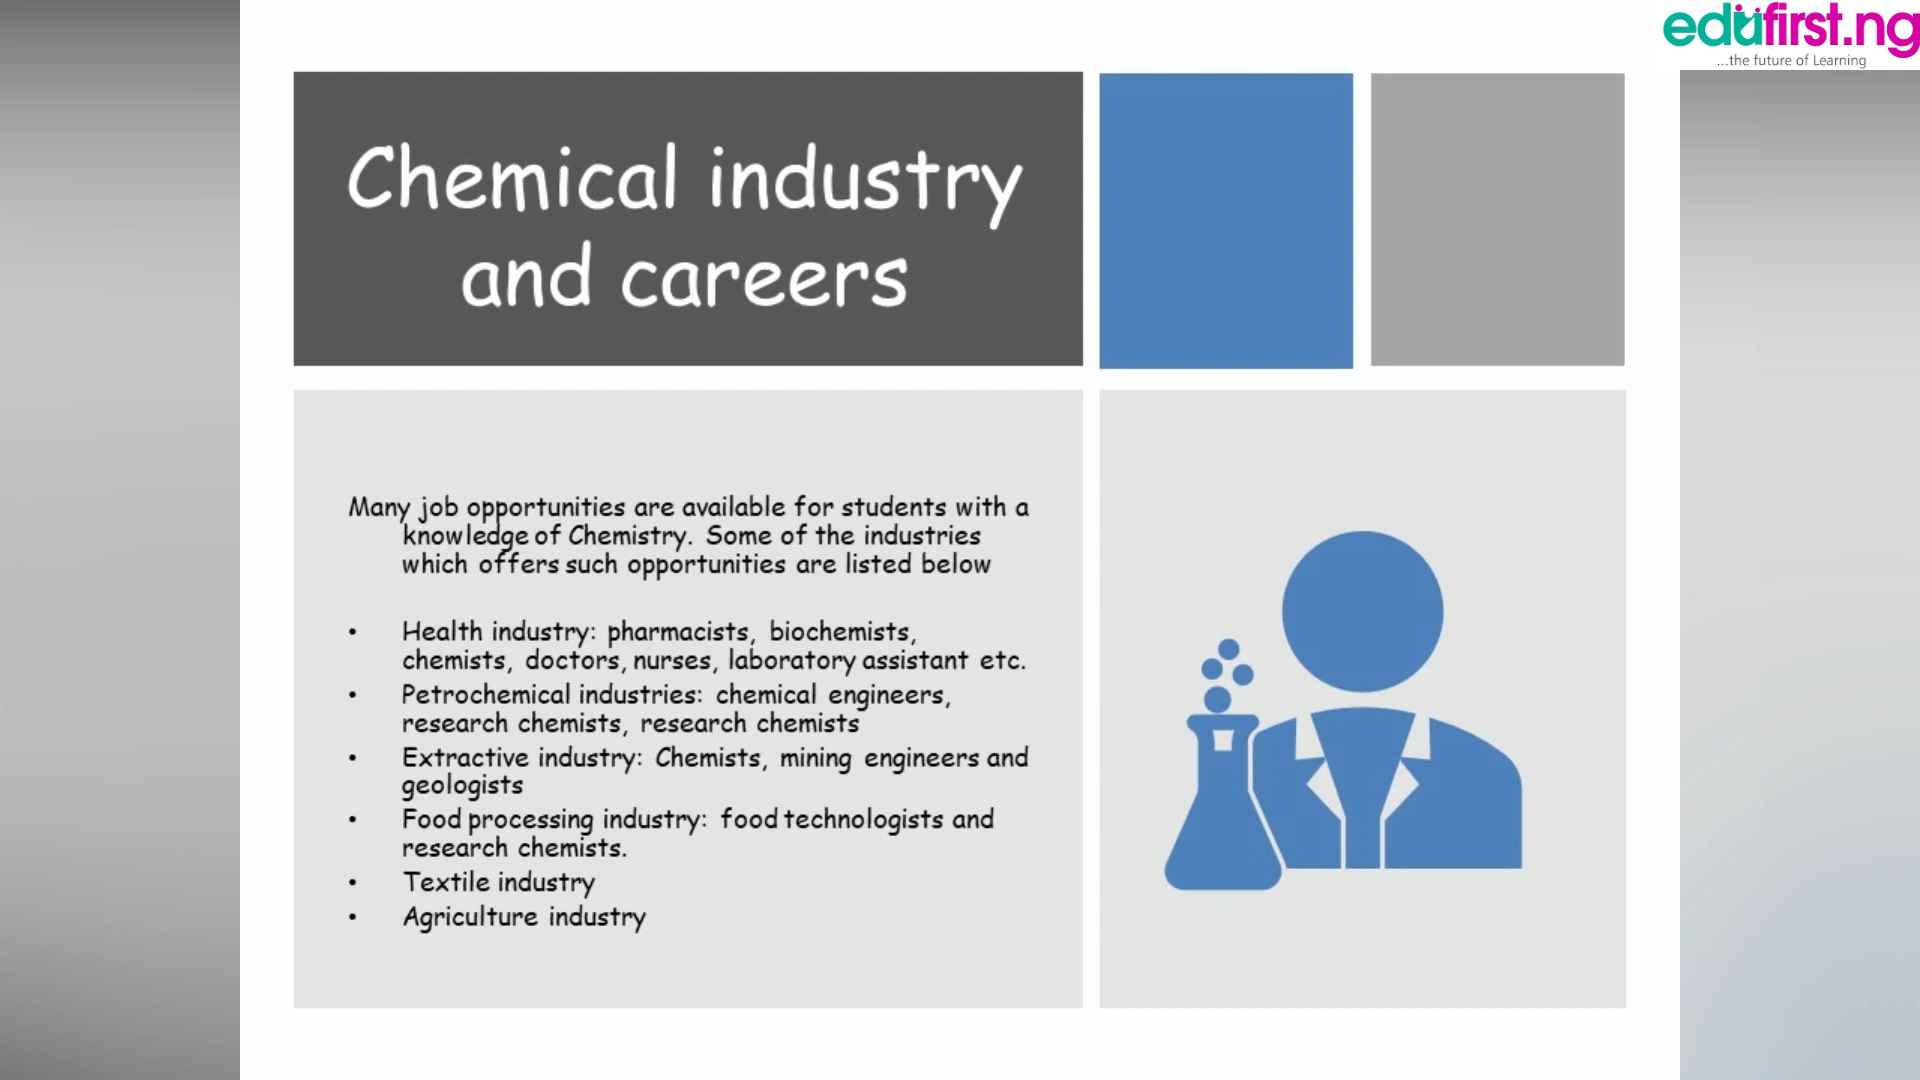 edufirst.ng
...the future of Learning
Chemical industry
and careers
Many job opportunities are available for students with a
knowledge of Chemistry. Some of the industries
which offers such opportunities are listed below
• Health industry: pharmacists, biochemists,
chemists, doctors, nurses, laboratory assistant etc.
• Petrochemical industries: chemical engineers,
research chemists, research chemists
• Extractive industry: Chemists, mining engineers and
geologists
• Food processing industry: food technologists and
research chemists.
• Textile industry
• Agriculture industry